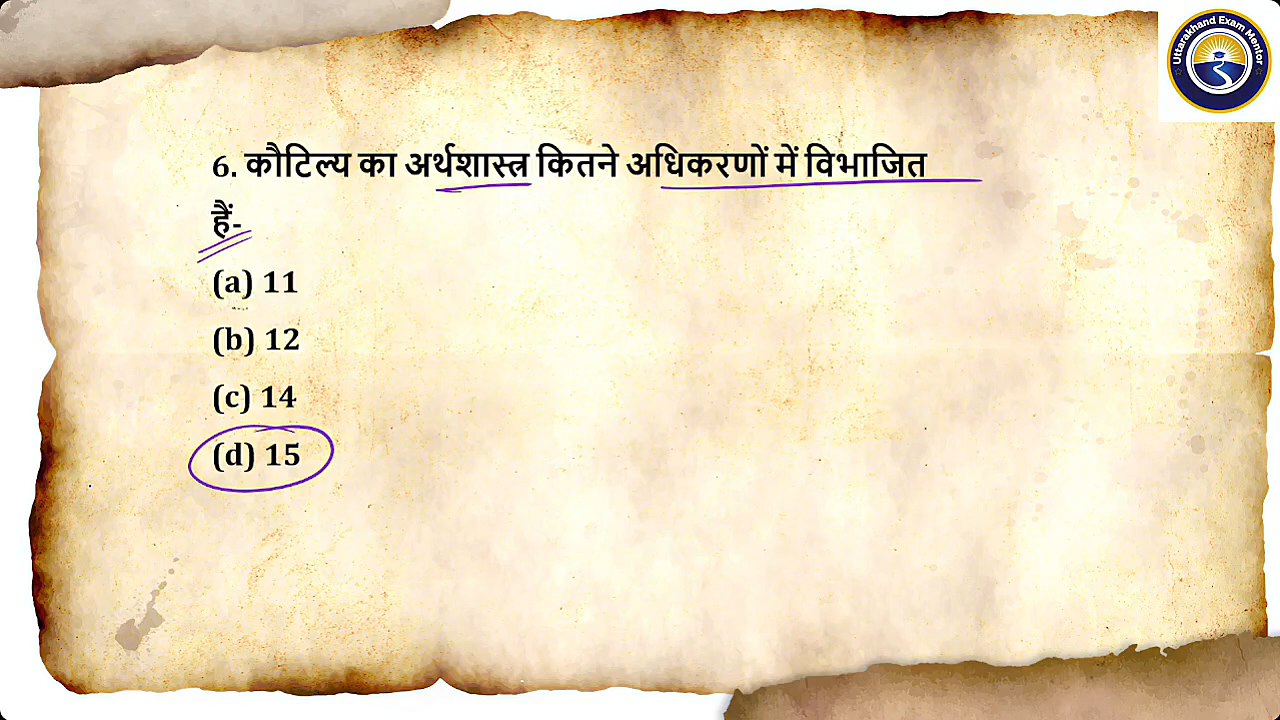 Uttarakhand Exam Mentor
6. कौटिल्य का अर्थशास्त्र कितने अधिकरणों में विभाजित
हैं-
(a) 11
(b) 12
(c) 14
(d) 15